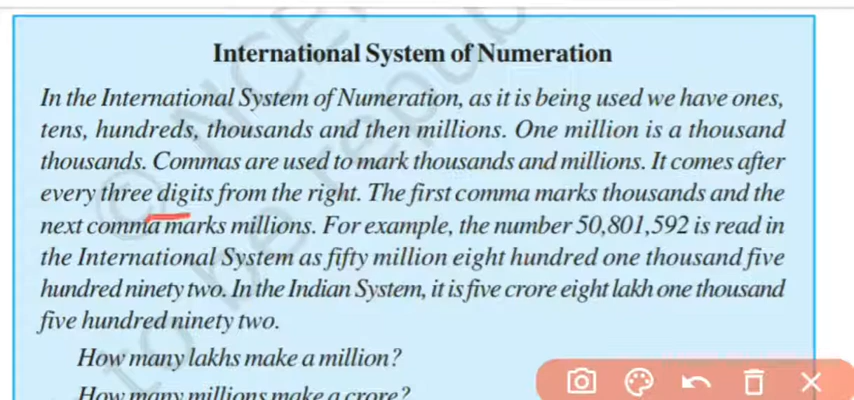 International System of Numeration
In the International System of Numeration, as it is being used we have ones,
tens, hundreds, thousands and then millions. One million is a thousand
thousands. Commas are used to mark thousands and millions. It comes after
every three digits from the right. The first comma marks thousands and the
next comma marks millions. For example, the number 50,801,592 is read in
the International System as fifty million eight hundred one thousand five
hundred ninety two. In the Indian System, it is five crore eight lakh one thousand
five hundred ninety two.
How many lakhs make a million?
How many millions make a crore?